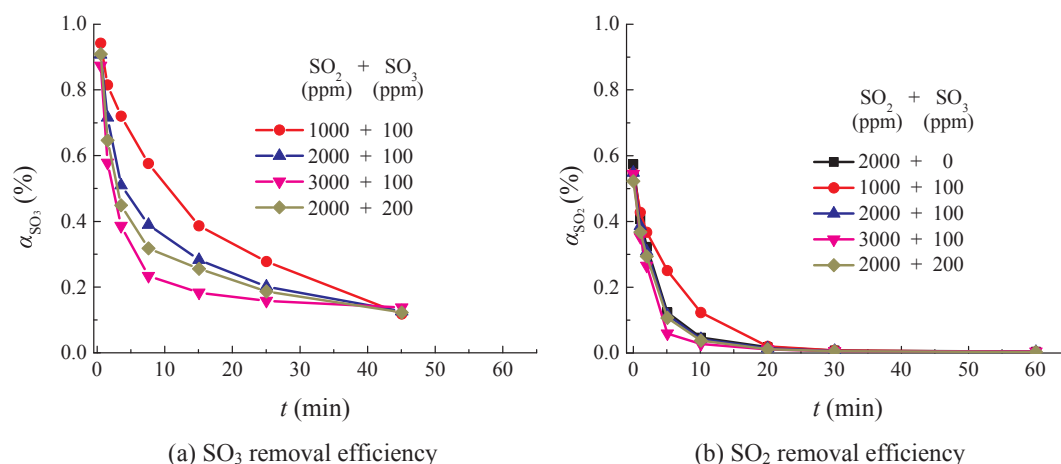 1.0
0.8
0.6
0.4
0.2
0.0
α_SO₃ (%)
SO₂ + SO₃
(ppm) (ppm)
1000 + 100
2000 + 100
3000 + 100
2000 + 200
0 10 20 30 40 50 60
t (min)
(a) SO₃ removal efficiency
1.0
0.8
0.6
0.4
0.2
0.0
α_SO₂ (%)
SO₂ + SO₃
(ppm) (ppm)
2000 + 0
1000 + 100
2000 + 100
3000 + 100
2000 + 200
0 10 20 30 40 50 60
t (min)
(b) SO₂ removal efficiency